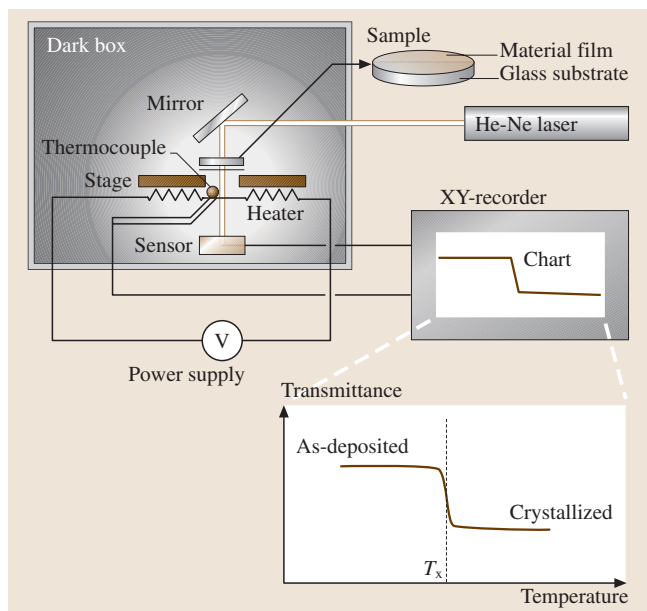 Dark box
Sample
Material film
Glass substrate
Mirror
He-Ne laser
Thermocouple
Stage
XY-recorder
Heater
Sensor
Chart
V
Power supply
Transmittance
As-deposited
Crystallized
Tx
Temperature